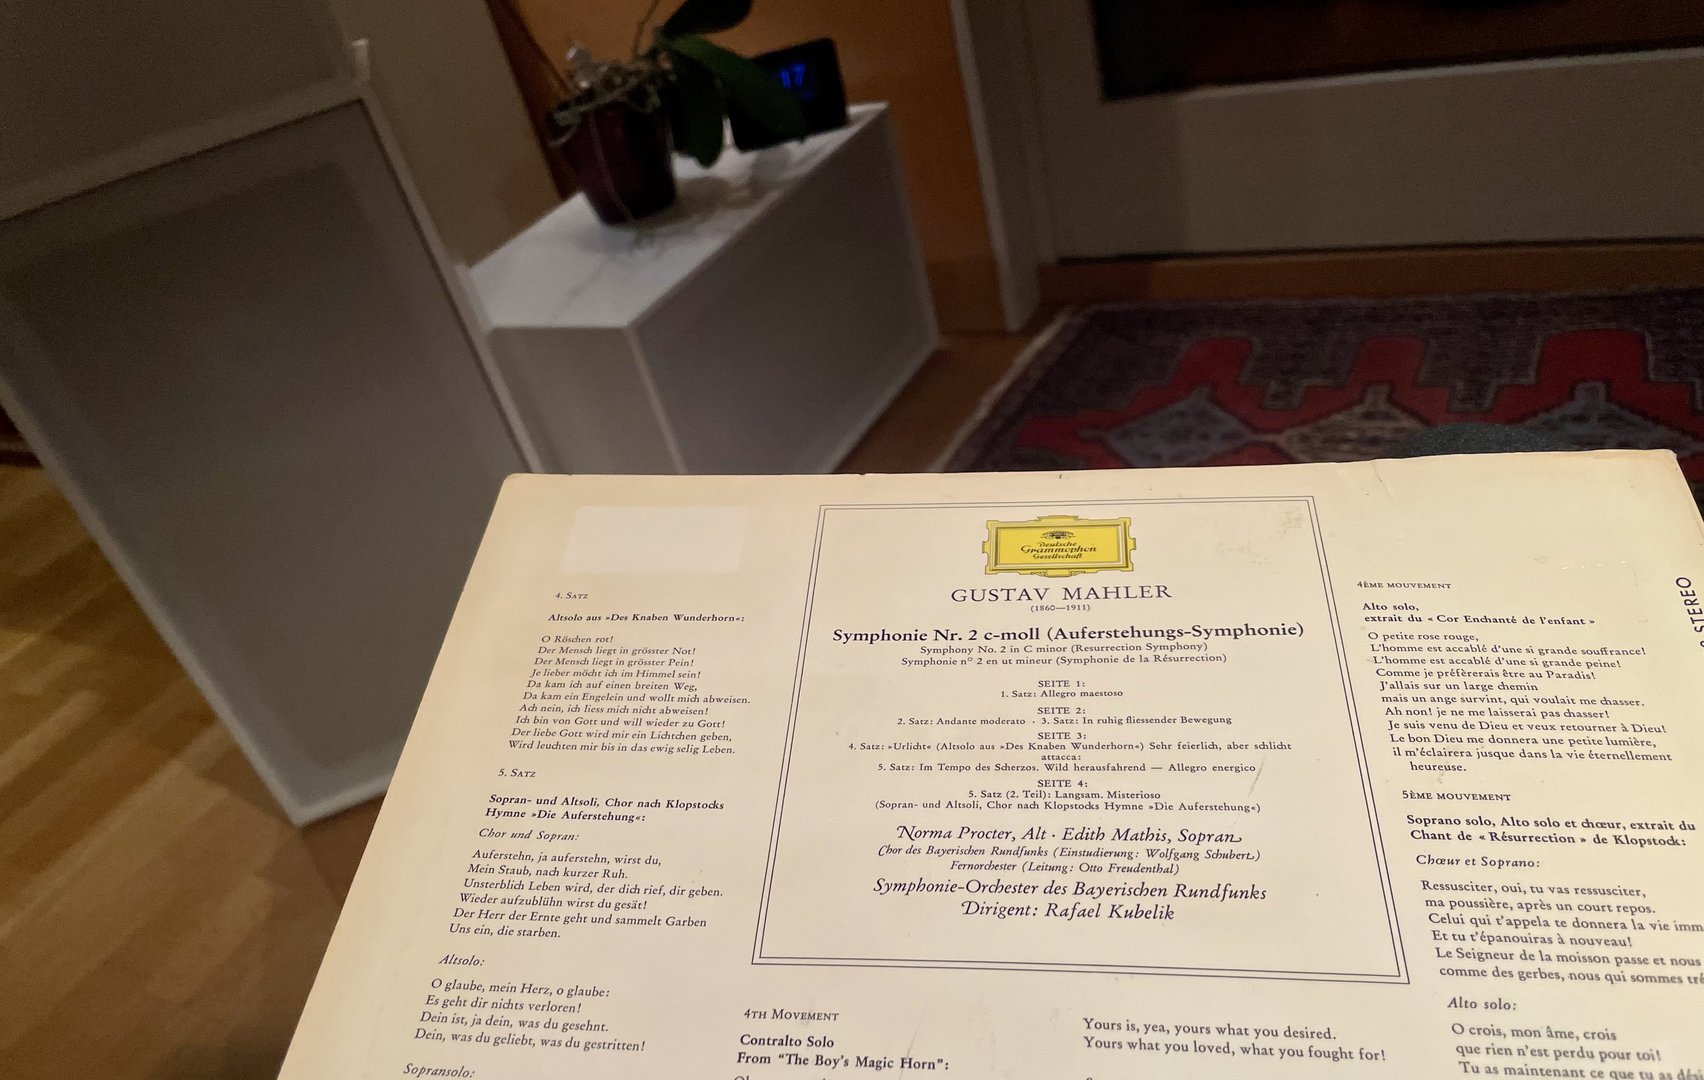 17
4. SATZ
Altsolo aus »Des Knaben Wunderhorn«:
O Röschen rot!
Der Mensch liegt in grösster Not!
Der Mensch liegt in grösster Pein!
Je lieber möcht ich im Himmel sein!
Da kam ich auf einen breiten Weg,
Da kam ein Engelein und wollt mich abweisen.
Ach nein, ich liess mich nicht abweisen!
Ich bin von Gott und will wieder zu Gott!
Der liebe Gott wird mir ein Lichtchen geben,
Wird leuchten mir bis in das ewig selig Leben.
5. SATZ
Sopran- und Altsoli, Chor nach Klopstocks
Hymne »Die Auferstehung«:
Chor und Sopran:
Auferstehn, ja auferstehn, wirst du,
Mein Staub, nach kurzer Ruh.
Unsterblich Leben wird, der dich rief, dir geben.
Wieder aufzublühn wirst du gesät!
Der Herr der Ernte geht und sammelt Garben
Uns ein, die starben.
Altsolo:
O glaube, mein Herz, o glaube:
Es geht dir nichts verloren!
Dein ist, ja dein, was du gesehnt.
Dein, was du geliebt, was du gestritten!
Sopransolo:
Deutsche
Grammophon
Gesellschaft
GUSTAV MAHLER
(1860—1911)
Symphonie Nr. 2 c-moll (Auferstehungs-Symphonie)
Symphony No. 2 in C minor (Resurrection Symphony)
Symphonie n° 2 en ut mineur (Symphonie de la Résurrection)
SEITE 1:
1. Satz: Allegro maestoso
SEITE 2:
2. Satz: Andante moderato · 3. Satz: In ruhig fliessender Bewegung
SEITE 3:
4. Satz: »Urlicht« (Altsolo aus »Des Knaben Wunderhorn«) Sehr feierlich, aber schlicht
attacca:
5. Satz: Im Tempo des Scherzos. Wild herausfahrend — Allegro energico
SEITE 4:
5. Satz (2. Teil): Langsam. Misterioso
(Sopran- und Altsoli, Chor nach Klopstocks Hymne »Die Auferstehung«)
Norma Procter, Alt · Edith Mathis, Sopran
Chor des Bayerischen Rundfunks (Einstudierung: Wolfgang Schubert)
Fernorchester (Leitung: Otto Freudenthal)
Symphonie-Orchester des Bayerischen Rundfunks
Dirigent: Rafael Kubelik
4TH MOVEMENT
Contralto Solo
From "The Boy's Magic Horn":
Yours is, yea, yours what you desired.
Yours what you loved, what you fought for!
4ÈME MOUVEMENT
Alto solo,
extrait du « Cor Enchanté de l'enfant »
O petite rose rouge,
L'homme est accablé d'une si grande souffrance!
L'homme est accablé d'une si grande peine!
Comme je préfèrerais être au Paradis!
J'allais sur un large chemin
mais un ange survint, qui voulait me chasser.
Ah non! je ne me laisserai pas chasser!
Je suis venu de Dieu et veux retourner à Dieu!
Le bon Dieu me donnera une petite lumière,
il m'éclairera jusque dans la vie éternellement
heureuse.
5ÈME MOUVEMENT
Soprano solo, Alto solo et chœur, extrait du
Chant de « Résurrection » de Klopstock:
Chœur et Soprano:
Ressusciter, oui, tu vas ressusciter,
ma poussière, après un court repos.
Celui qui t'appela te donnera la vie imm
Et tu t'épanouiras à nouveau!
Le Seigneur de la moisson passe et nous
comme des gerbes, nous qui sommes
Alto solo:
O crois, mon âme, crois
que rien n'est perdu pour toi!
Tu as maintenant ce que tu as
STEREO